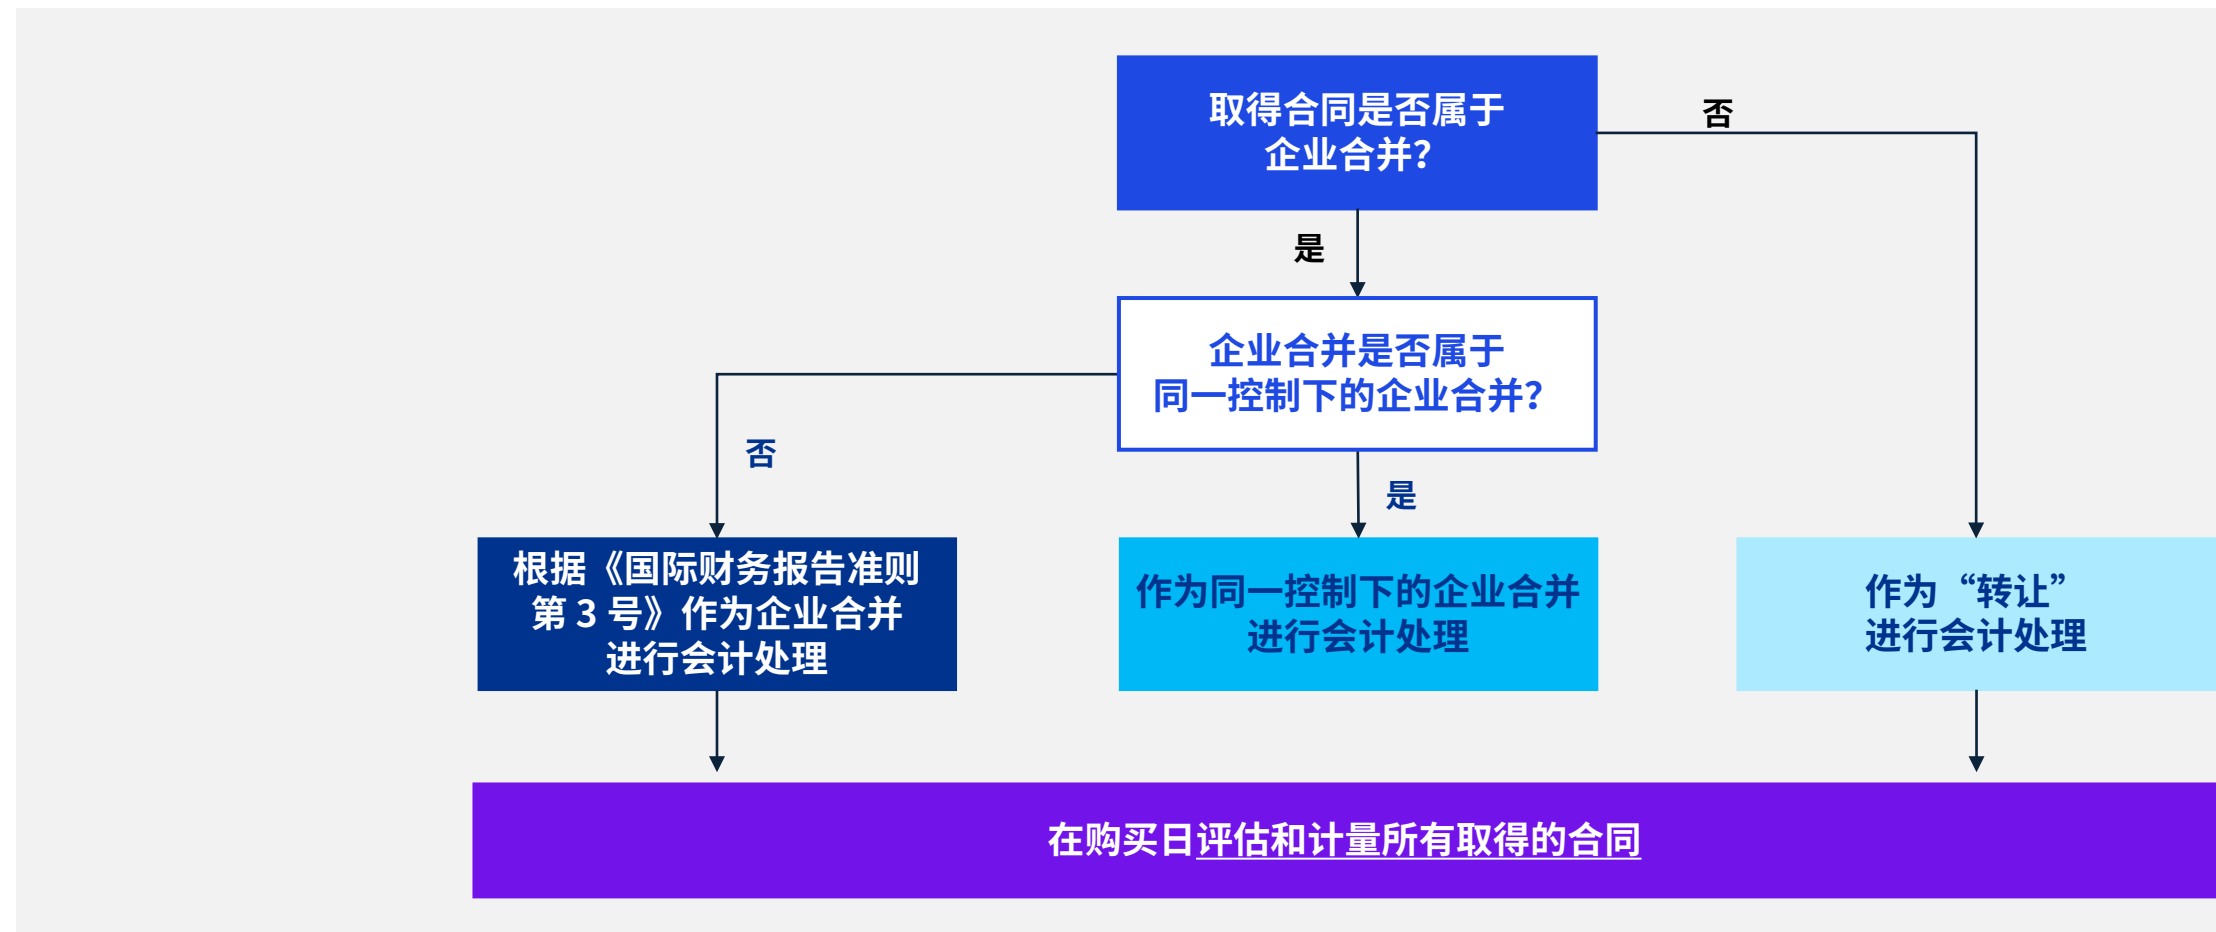 取得合同是否属于
企业合并？
否
是
企业合并是否属于
同一控制下的企业合并？
否
是
根据《国际财务报告准则
第 3 号》作为企业合并
进行会计处理
作为同一控制下的企业合并
进行会计处理
作为“转让”
进行会计处理
在购买日评估和计量所有取得的合同